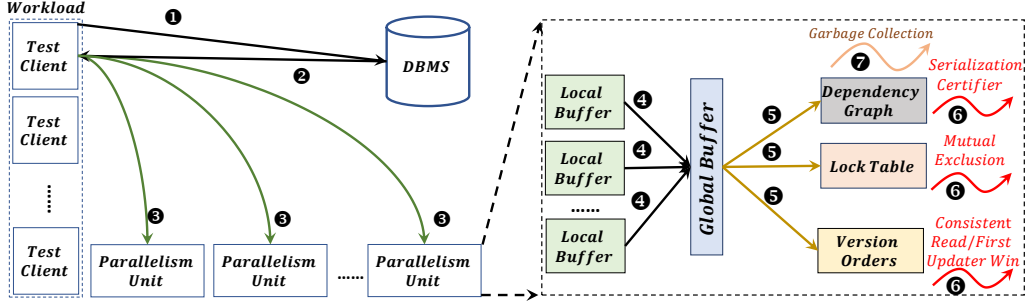 Workload
Test
Client
Test
Client
......
Test
Client
❶
❷
DBMS
❸
❸
❸
Parallelism
Unit
Parallelism
Unit
......
Parallelism
Unit
Local
Buffer
Local
Buffer
......
Local
Buffer
❹
❹
❹
Global Buffer
❺
❺
❺
Garbage Collection
❼
Dependency
Graph
Serialization
Certifier
❻
Lock Table
Mutual
Exclusion
❻
Version
Orders
Consistent
Read/First
Updater Win
❻